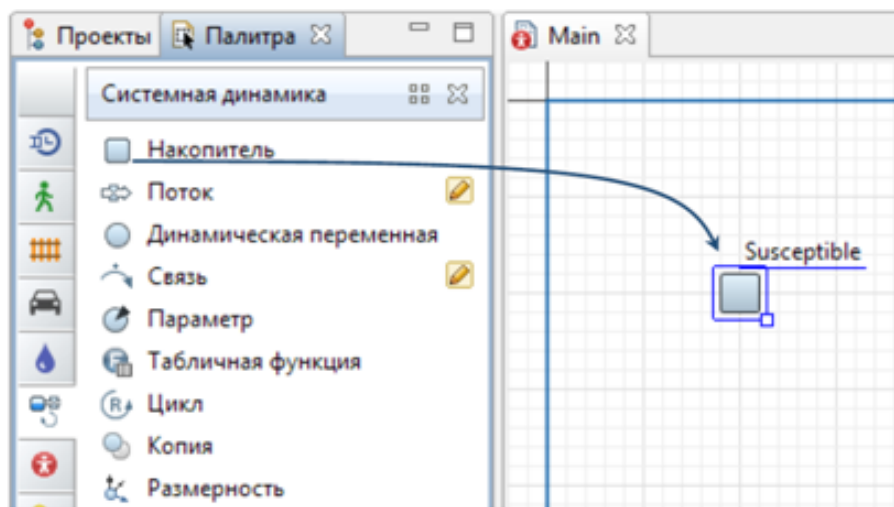 Проекты
Палитра
Main
Системная динамика
Накопитель
Поток
Динамическая переменная
Связь
Параметр
Табличная функция
Цикл
Копия
Размерность
Susceptible